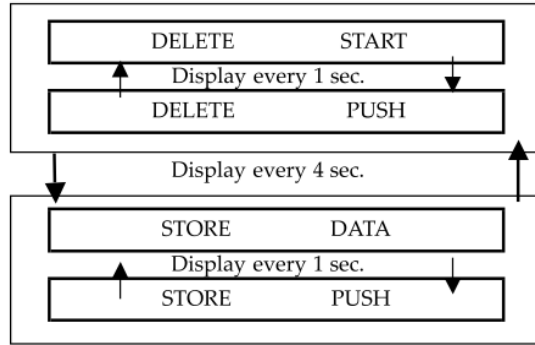 DELETE START
Display every 1 sec.
DELETE PUSH
Display every 4 sec.
STORE DATA
Display every 1 sec.
STORE PUSH